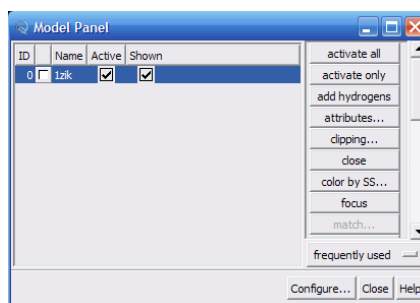 Model Panel
ID Name Active Shown
0 1zik
activate all
activate only
add hydrogens
attributes...
clipping...
close
color by SS...
focus
match...
frequently used
Configure... Close Help